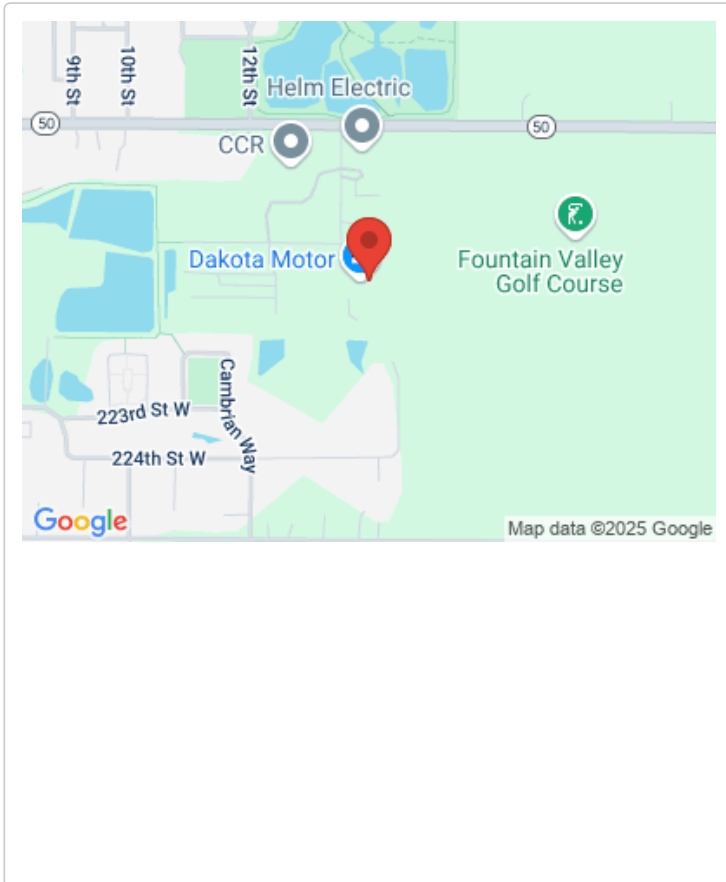 9th St
10th St
12th St
Helm Electric
50
CCR
50
Dakota Motor
Fountain Valley
Golf Course
Cambrian Way
223rd St W
224th St W
Google
Map data ©2025 Google